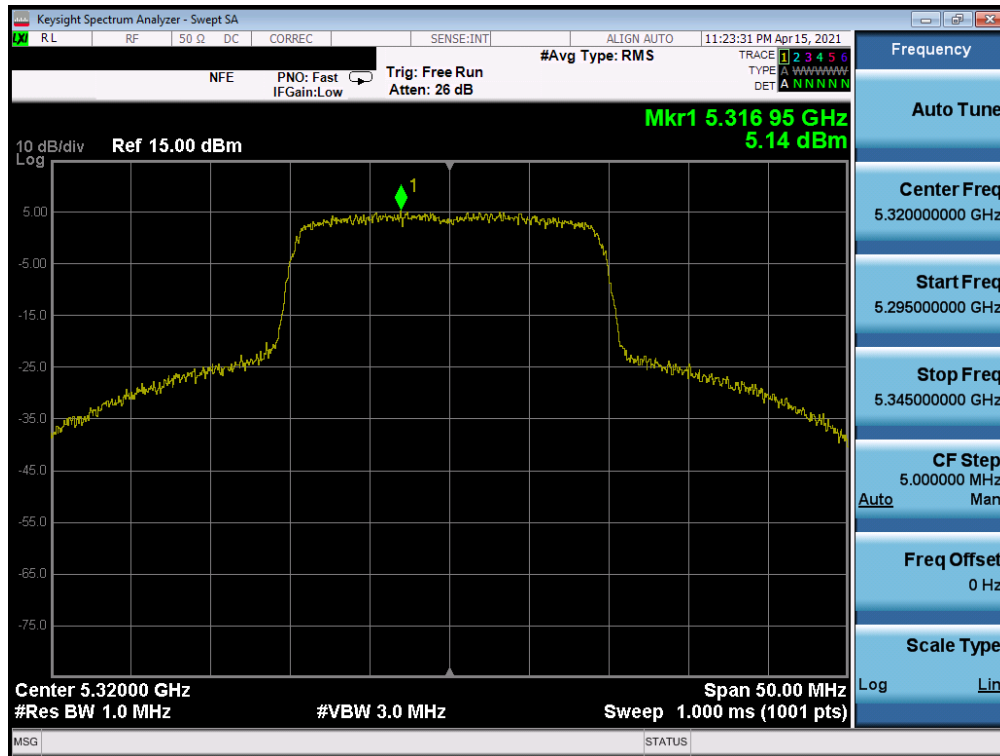 Keysight Spectrum Analyzer - Swept SA
LXI RL RF 50 Ω DC CORREC SENSE:INT ALIGN AUTO 11:23:31 PM Apr 15, 2021
NFE PNO: Fast Trig: Free Run #Avg Type: RMS TRACE 1 2 3 4 5 6
IFGain:Low Atten: 26 dB TYPE A WWWWW
DET A N N N N N
Mkr1 5.316 95 GHz
5.14 dBm
10 dB/div Ref 15.00 dBm
Log
1
5.00
-5.00
-15.0
-25.0
-35.0
-45.0
-55.0
-65.0
-75.0
Center 5.32000 GHz Span 50.00 MHz
#Res BW 1.0 MHz #VBW 3.0 MHz Sweep 1.000 ms (1001 pts)
MSG STATUS
Frequency
Auto Tune
Center Freq
5.320000000 GHz
Start Freq
5.295000000 GHz
Stop Freq
5.345000000 GHz
CF Step
5.000000 MHz
Auto Man
Freq Offset
0 Hz
Scale Type
Log Lin